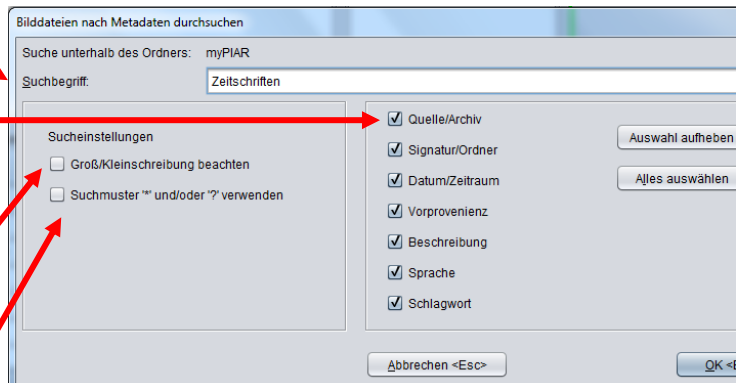 Bilddateien nach Metadaten durchsuchen
Suche unterhalb des Ordners: myPIAR
Suchbegriff: Zeitschriften
Sucheinstellungen
Groß/Kleinschreibung beachten
Suchmuster '*' und/oder '?' verwenden
Quelle/Archiv
Signatur/Ordner
Datum/Zeitraum
Vorprovenienz
Beschreibung
Sprache
Schlagwort
Auswahl aufheben
Alles auswählen
Abbrechen <Esc>
OK <E